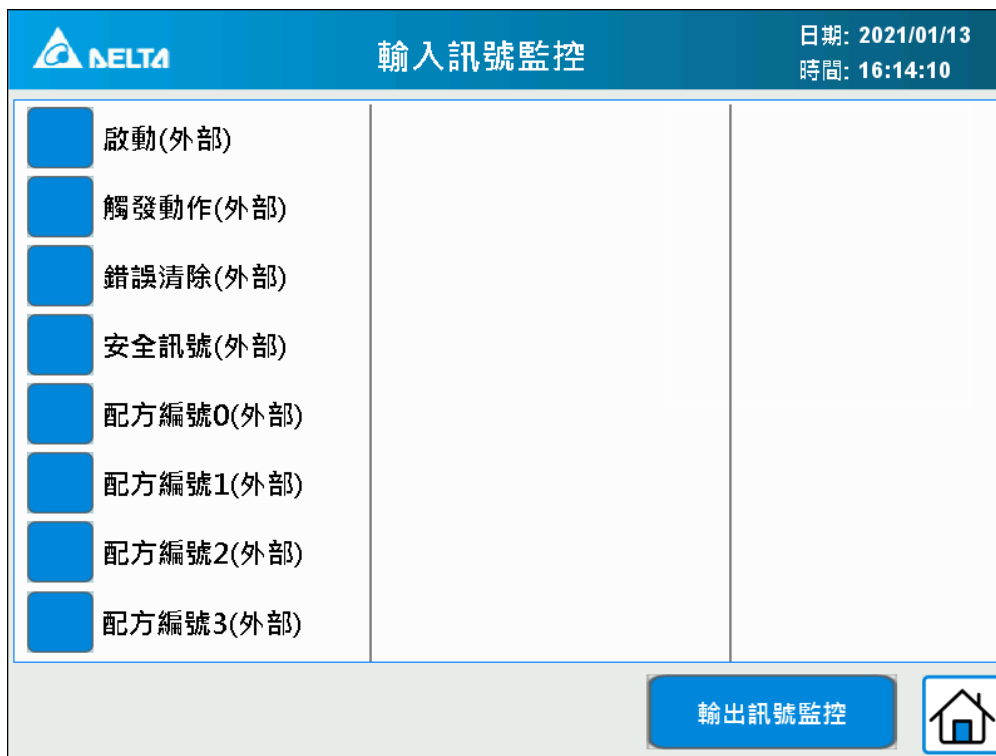 DELTA
輸入訊號監控
日期: 2021/01/13
時間: 16:14:10
啟動(外部)
觸發動作(外部)
錯誤清除(外部)
安全訊號(外部)
配方編號0(外部)
配方編號1(外部)
配方編號2(外部)
配方編號3(外部)
輸出訊號監控